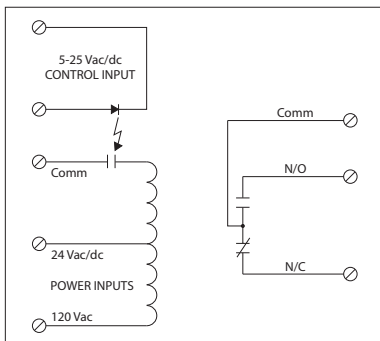 5-25 Vac/dc
CONTROL INPUT
Comm
24 Vac/dc
POWER INPUTS
120 Vac
Comm
N/O
N/C